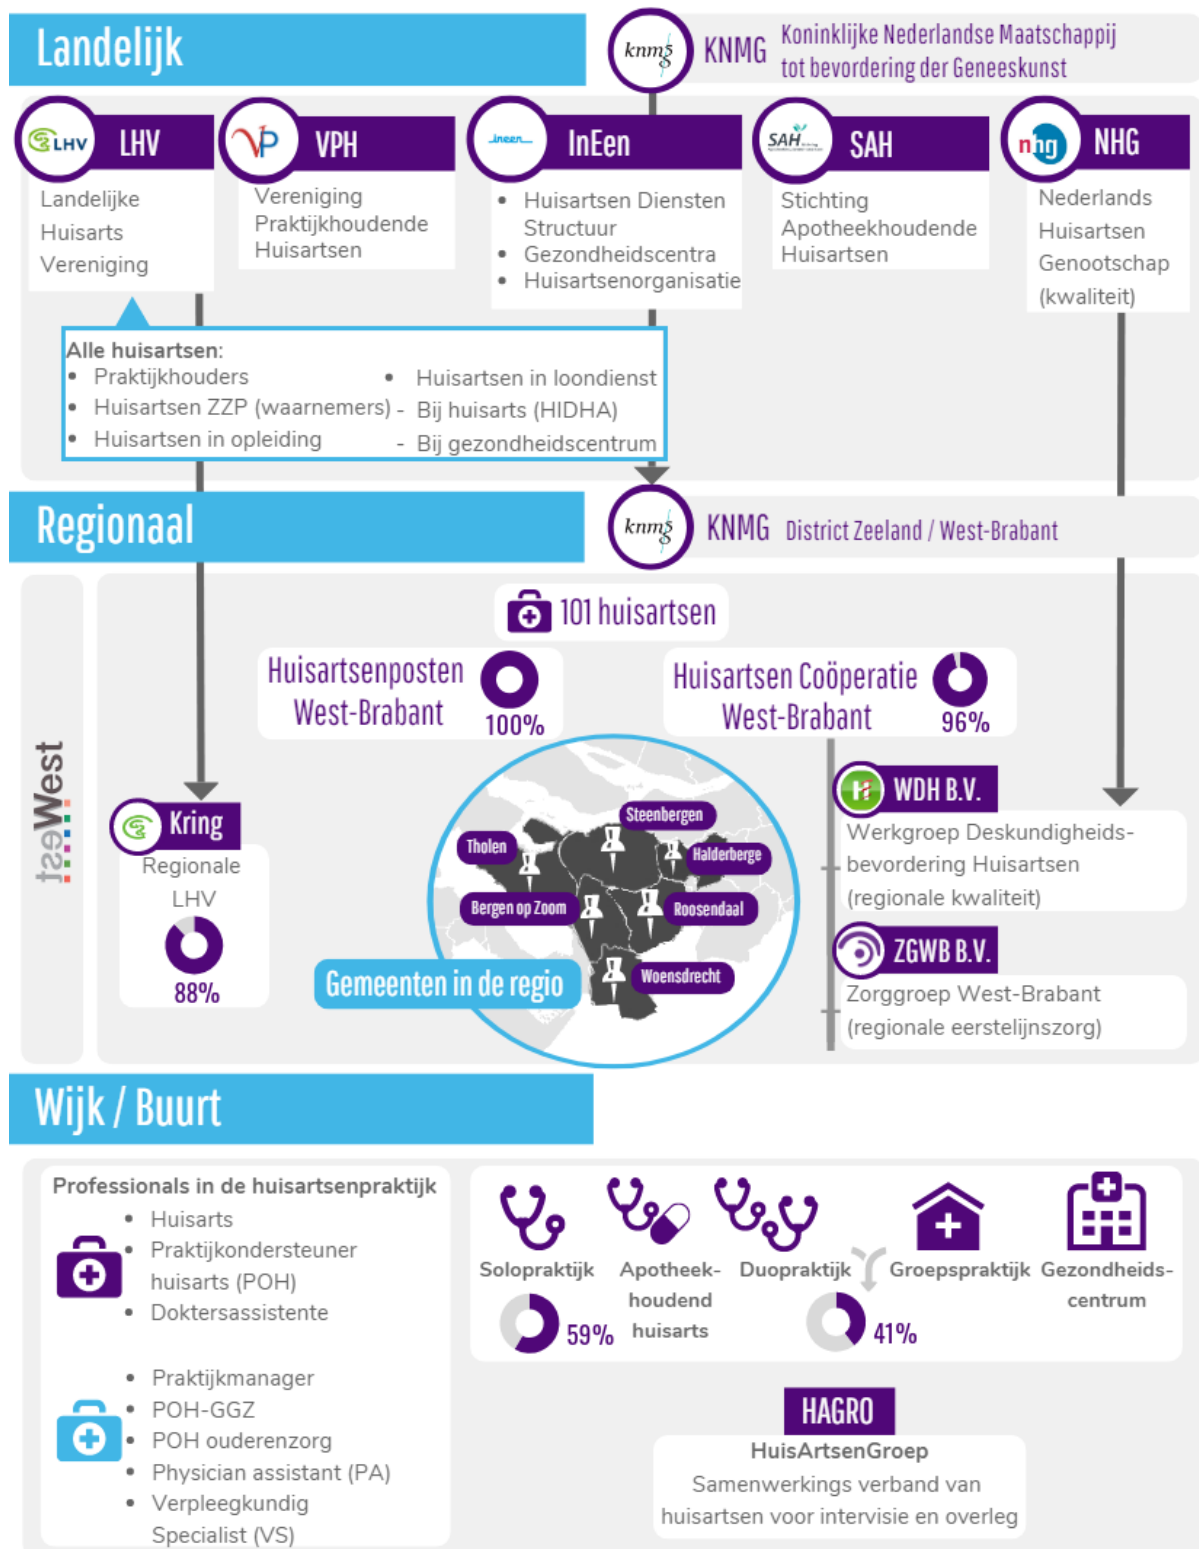 Landelijk
knmg
KNMG
Koninklijke Nederlandse Maatschappij
tot bevordering der Geneeskunst
LHV
LHV
Landelijke
Huisarts
Vereniging
VP
VPH
Vereniging
Praktijkhoudende
Huisartsen
ineen
InEen
• Huisartsen Diensten
Structuur
• Gezondheidscentra
• Huisartsenorganisatie
SAH
SAH
Stichting
Apotheekhoudende
Huisartsen
nhg
NHG
Nederlands
Huisartsen
Genootschap
(kwaliteit)
Alle huisartsen:
• Praktijkhouders
• Huisartsen ZZP (waarnemers)
• Huisartsen in opleiding
• Huisartsen in loondienst
- Bij huisarts (HIDHA)
- Bij gezondheidscentrum
Regionaal
knmg
KNMG
District Zeeland / West-Brabant
tseWest
101 huisartsen
Huisartsenposten
West-Brabant
100%
Huisartsen Coöperatie
West-Brabant
96%
Kring
Regionale
LHV
88%
Steenbergen
Tholen
Halderberge
Bergen op Zoom
Roosendaal
Woensdrecht
Gemeenten in de regio
H
WDH B.V.
Werkgroep Deskundigheids-
bevordering Huisartsen
(regionale kwaliteit)
ZGWB B.V.
Zorggroep West-Brabant
(regionale eerstelijnszorg)
Wijk / Buurt
Professionals in de huisartsenpraktijk
• Huisarts
• Praktijkondersteuner
huisarts (POH)
• Doktersassistente
• Praktijkmanager
• POH-GGZ
• POH ouderenzorg
• Physician assistant (PA)
• Verpleegkundig
Specialist (VS)
Solopraktijk
59%
Apotheek-
houdend
huisarts
Duopraktijk
Groepspraktijk
41%
Gezondheids-
centrum
HAGRO
HuisArtsenGroep
Samenwerkings verband van
huisartsen voor intervisie en overleg